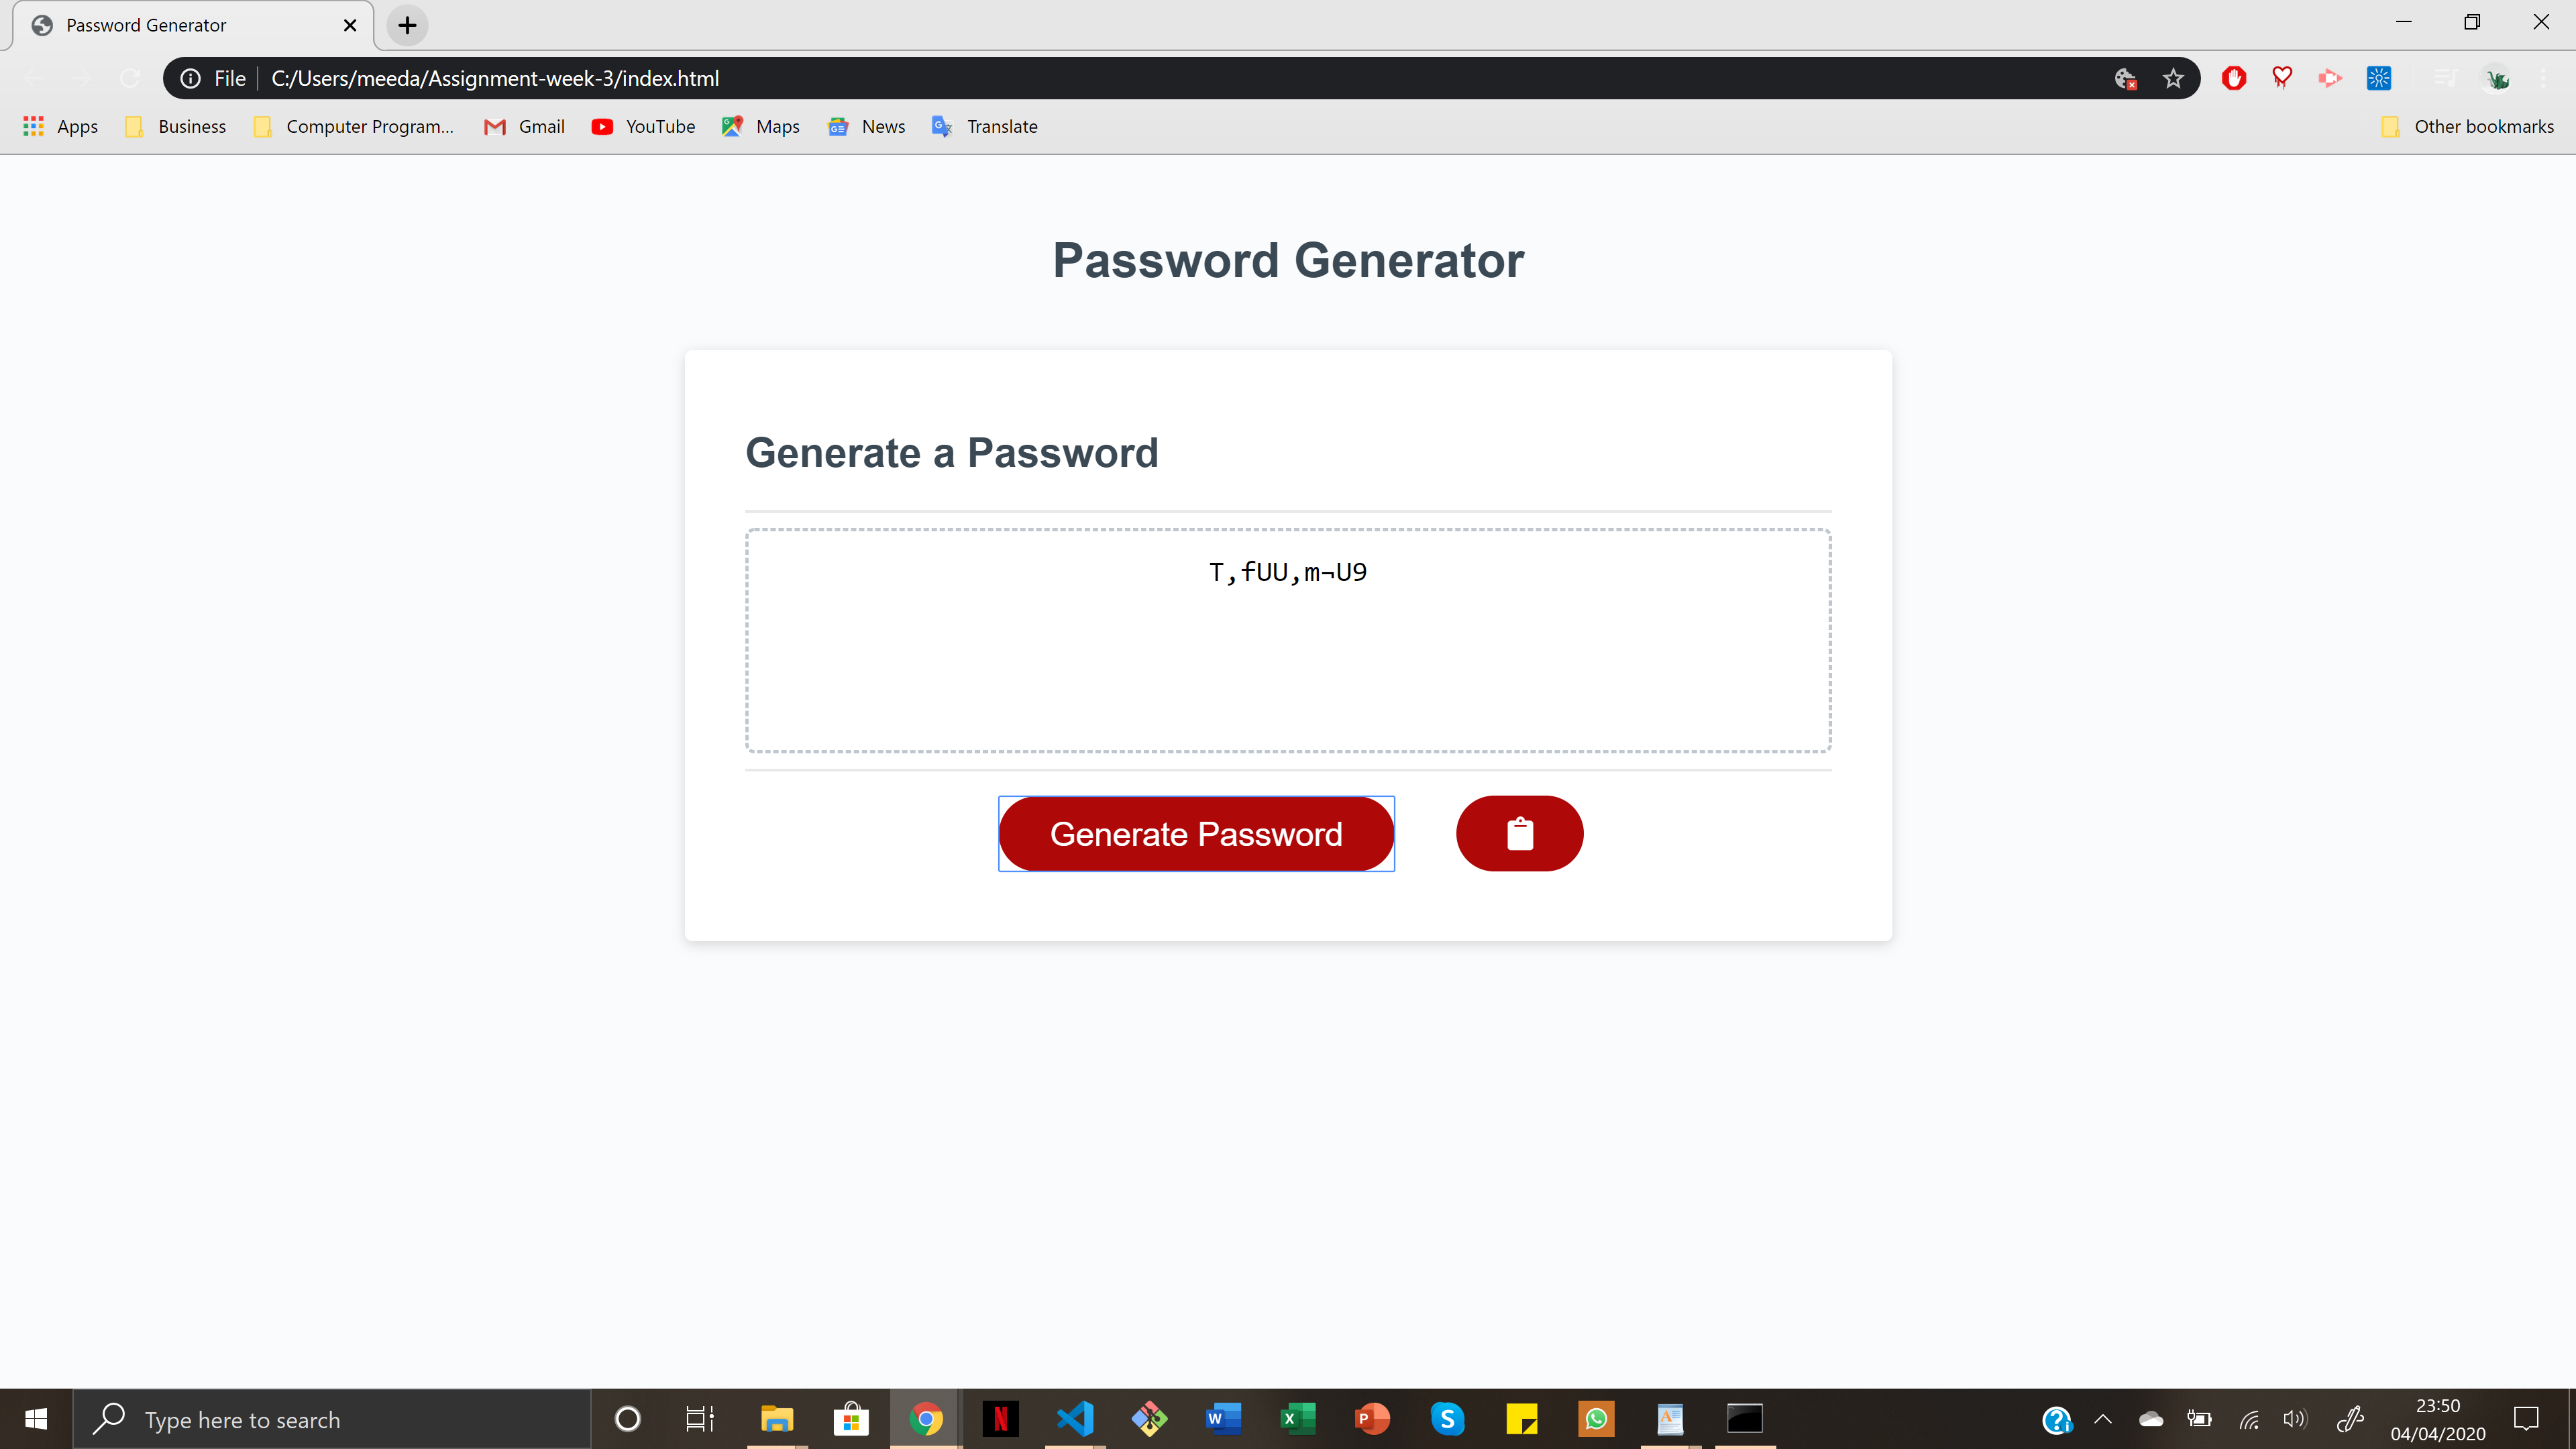 Password Generator
File C:/Users/meeda/Assignment-week-3/index.html
Apps Business Computer Program... Gmail YouTube Maps News Translate Other bookmarks
Password Generator
Generate a Password
T,fUU,m¬U9
Generate Password
Type here to search
23:50
04/04/2020